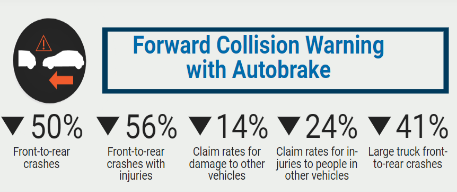 Forward Collision Warning
with Autobrake
▼ 50% ▼ 56% ▼ 14% ▼ 24% ▼ 41%
Front-to-rear
crashes
Front-to-rear
crashes with
injuries
Claim rates for
damage to other
vehicles
Claim rates for in-
juries to people in
other vehicles
Large truck front-
to-rear crashes